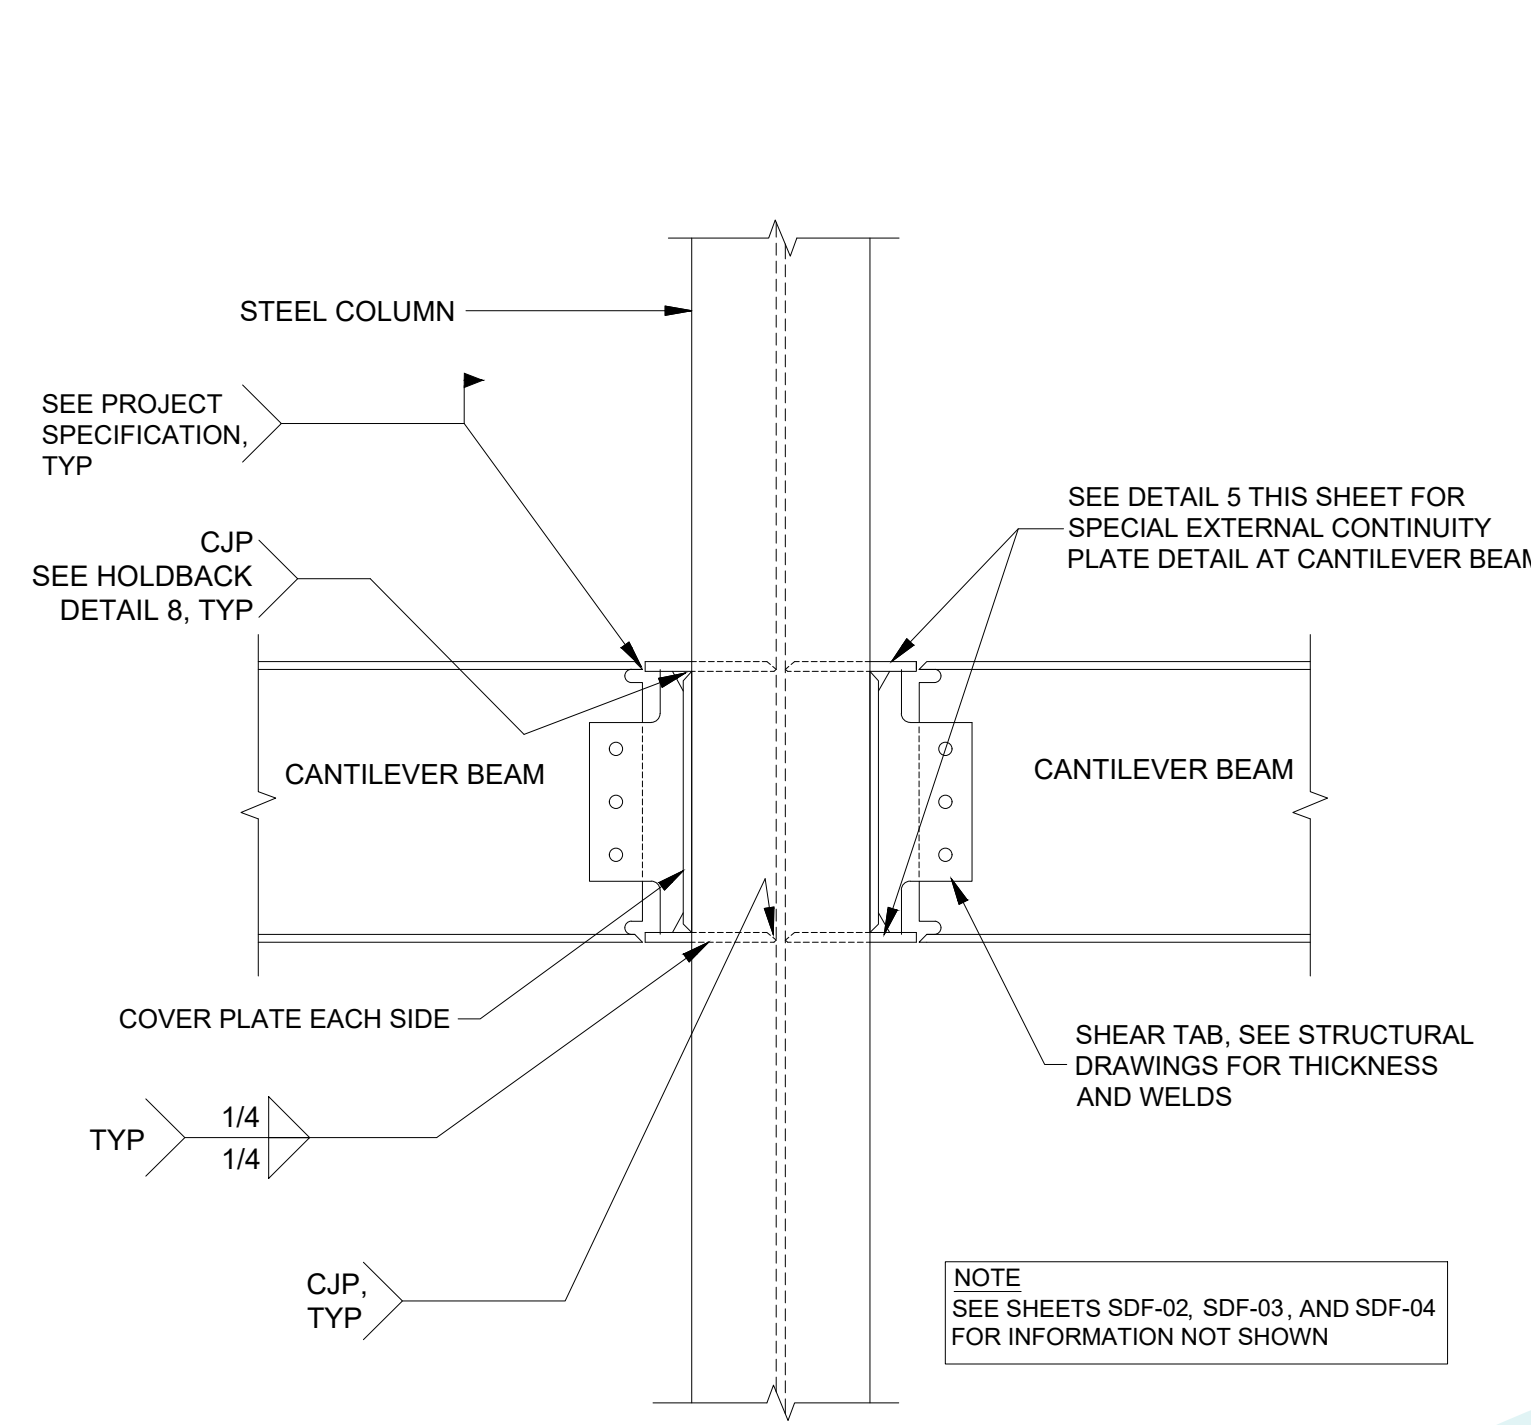 STEEL COLUMN
SEE PROJECT
SPECIFICATION,
TYP
CJP
SEE HOLDBACK
DETAIL 8, TYP
SEE DETAIL 5 THIS SHEET FOR
SPECIAL EXTERNAL CONTINUITY
PLATE DETAIL AT CANTILEVER BEAM
CANTILEVER BEAM
CANTILEVER BEAM
COVER PLATE EACH SIDE
SHEAR TAB, SEE STRUCTURAL
DRAWINGS FOR THICKNESS
AND WELDS
TYP
1/4
1/4
CJP,
TYP
NOTE
SEE SHEETS SDF-02, SDF-03, AND SDF-04
FOR INFORMATION NOT SHOWN